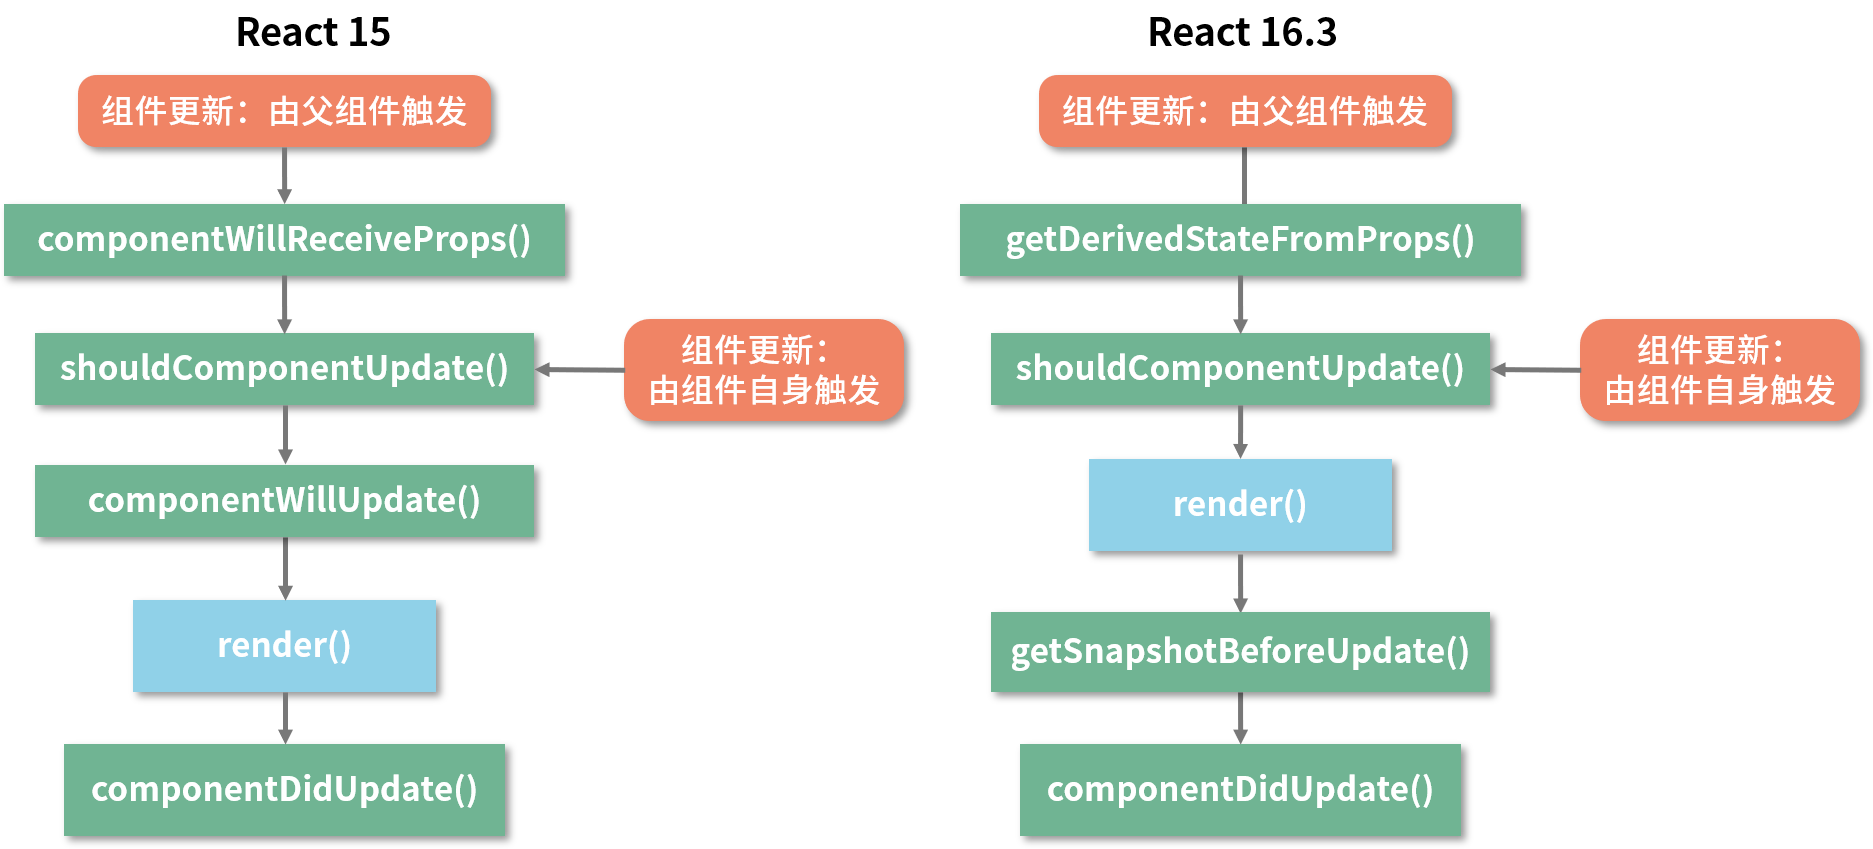 React 15
组件更新：由父组件触发
componentWillReceiveProps()
shouldComponentUpdate()
组件更新：
由组件自身触发
componentWillUpdate()
render()
componentDidUpdate()
React 16.3
组件更新：由父组件触发
getDerivedStateFromProps()
shouldComponentUpdate()
组件更新：
由组件自身触发
render()
getSnapshotBeforeUpdate()
componentDidUpdate()